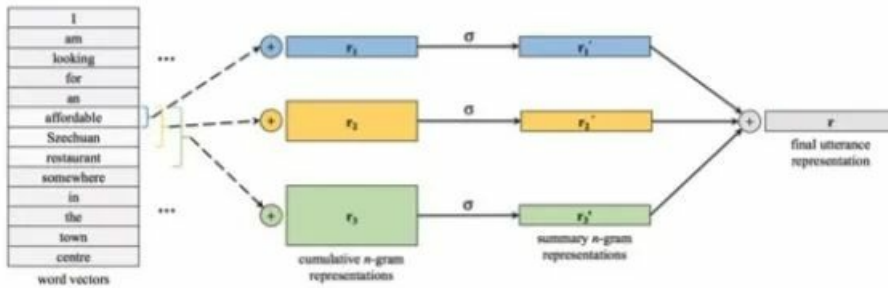 I
am
looking
for
an
affordable
Szechuan
restaurant
somewhere
in
the
town
centre
word vectors
...
...
+
r₁
σ
r₁′
+
r₂
σ
r₂′
+
r₃
σ
r₃′
cumulative n-gram
representations
summary n-gram
representations
+
r
final utterance
representation